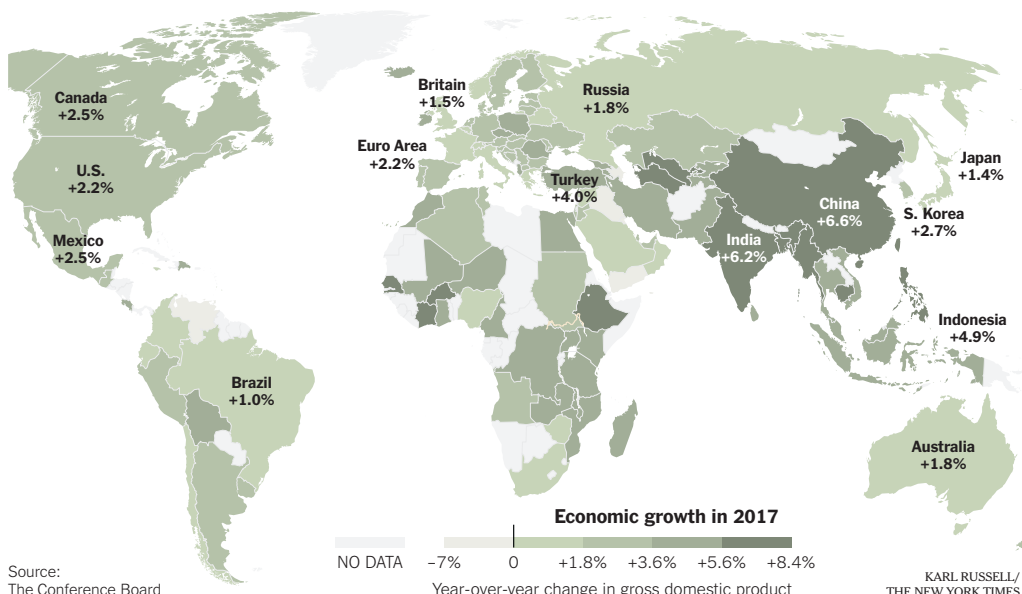 Canada
+2.5%
U.S.
+2.2%
Mexico
+2.5%
Brazil
+1.0%
Britain
+1.5%
Euro Area
+2.2%
Russia
+1.8%
Turkey
+4.0%
China
+6.6%
India
+6.2%
Japan
+1.4%
S. Korea
+2.7%
Indonesia
+4.9%
Australia
+1.8%
Economic growth in 2017
NO DATA –7% 0 +1.8% +3.6% +5.6% +8.4%
Year-over-year change in gross domestic product
Source:
The Conference Board
KARL RUSSELL/
THE NEW YORK TIMES